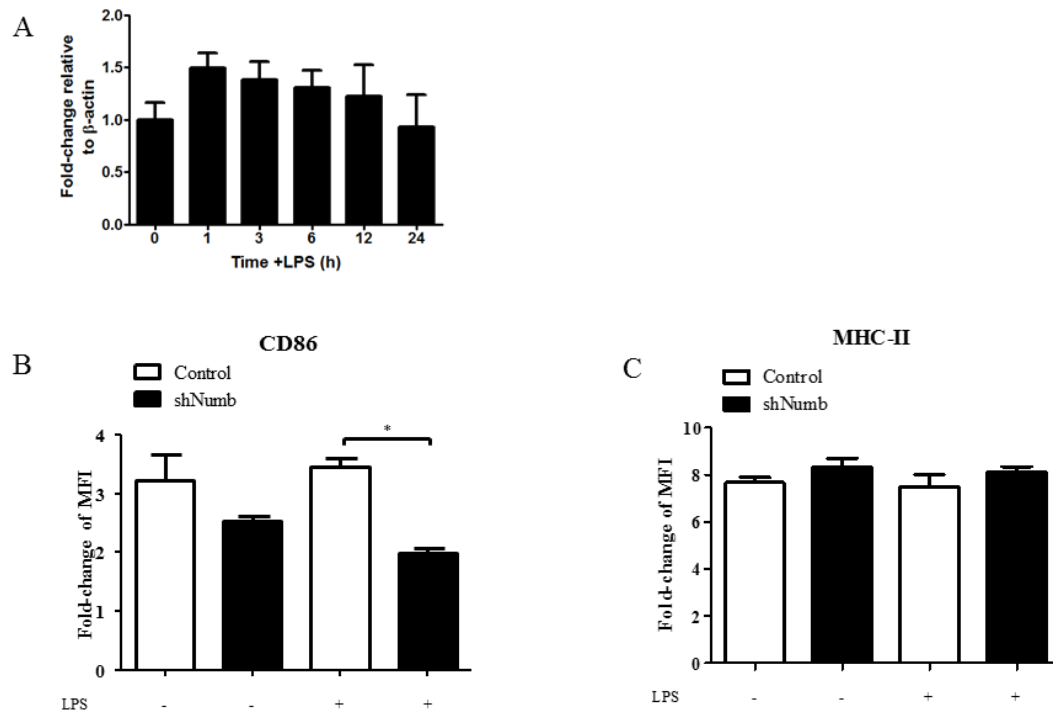 A
Fold-change relative
to β-actin
2.0
1.5
1.0
0.5
0.0
0 1 3 6 12 24
Time +LPS (h)
B
CD86
Control
shNumb
Fold-change of MFI
4
3
2
1
0
*
LPS - - + +
C
MHC-II
Control
shNumb
Fold-change of MFI
10
8
6
4
2
0
LPS - - + +